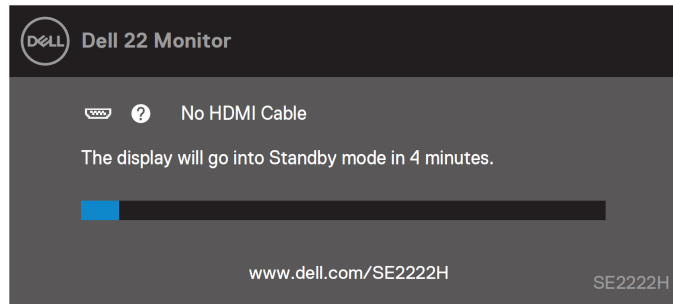 DELL Dell 22 Monitor
? No HDMI Cable
The display will go into Standby mode in 4 minutes.
www.dell.com/SE2222H
SE2222H